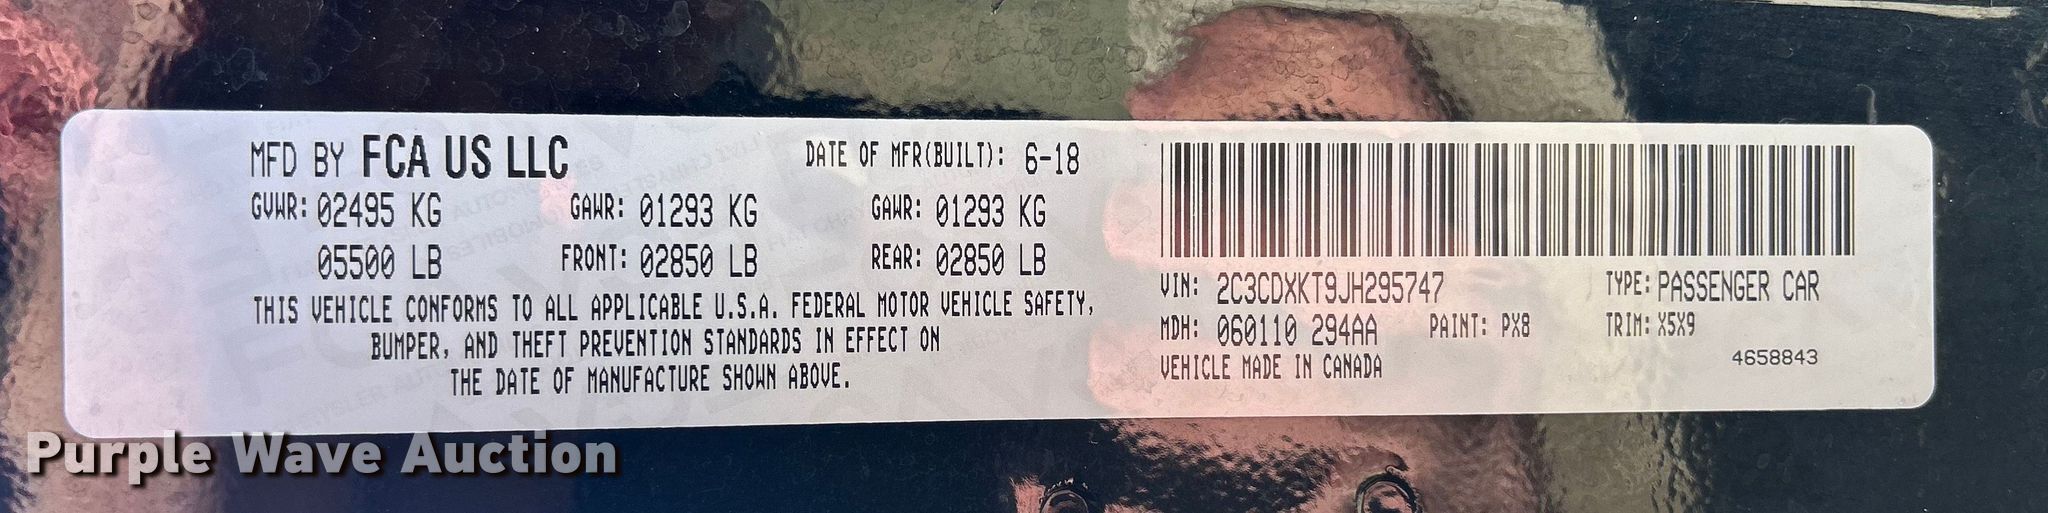 MFD BY FCA US LLC DATE OF MFR(BUILT): 6-18
GVWR: 02495 KG GAWR: 01293 KG GAWR: 01293 KG
05500 LB FRONT: 02850 LB REAR: 02850 LB
THIS VEHICLE CONFORMS TO ALL APPLICABLE U.S.A. FEDERAL MOTOR VEHICLE SAFETY,
BUMPER, AND THEFT PREVENTION STANDARDS IN EFFECT ON
THE DATE OF MANUFACTURE SHOWN ABOVE.
VIN: 2C3CDXKT9JH295747 TYPE: PASSENGER CAR
MDH: 060110 294AA PAINT: PX8 TRIM: X5X9
VEHICLE MADE IN CANADA 4658843
Purple Wave Auction